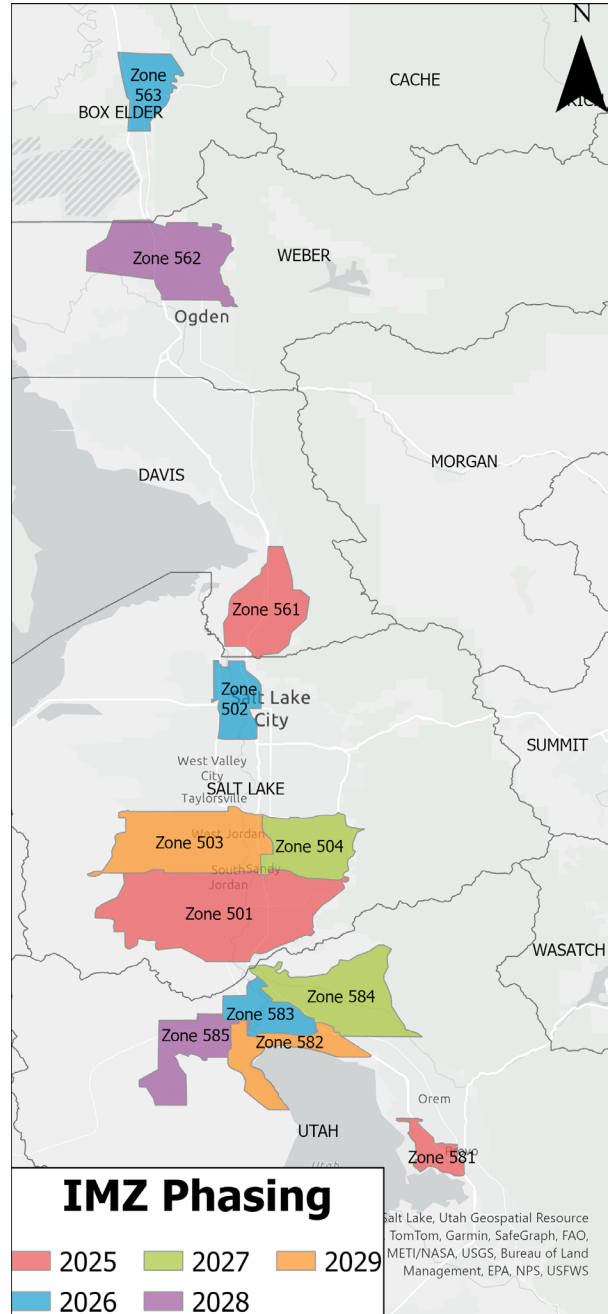 N
CACHE
RICH
Zone
563
BOX ELDER
Zone 562
WEBER
Ogden
MORGAN
DAVIS
Zone 561
Zone
502
Salt Lake
City
SUMMIT
West Valley
City
SALT LAKE
Taylorsville
West Jordan
Zone 503
Zone 504
South
Jordan
Sandy
Zone 501
WASATCH
Zone 584
Zone 583
Zone 585
Zone 582
Orem
UTAH
Provo
Zone 581
Utah
IMZ Phasing
2025
2027
2029
2026
2028
Salt Lake, Utah Geospatial Resource
TomTom, Garmin, SafeGraph, FAO,
METI/NASA, USGS, Bureau of Land
Management, EPA, NPS, USFWS